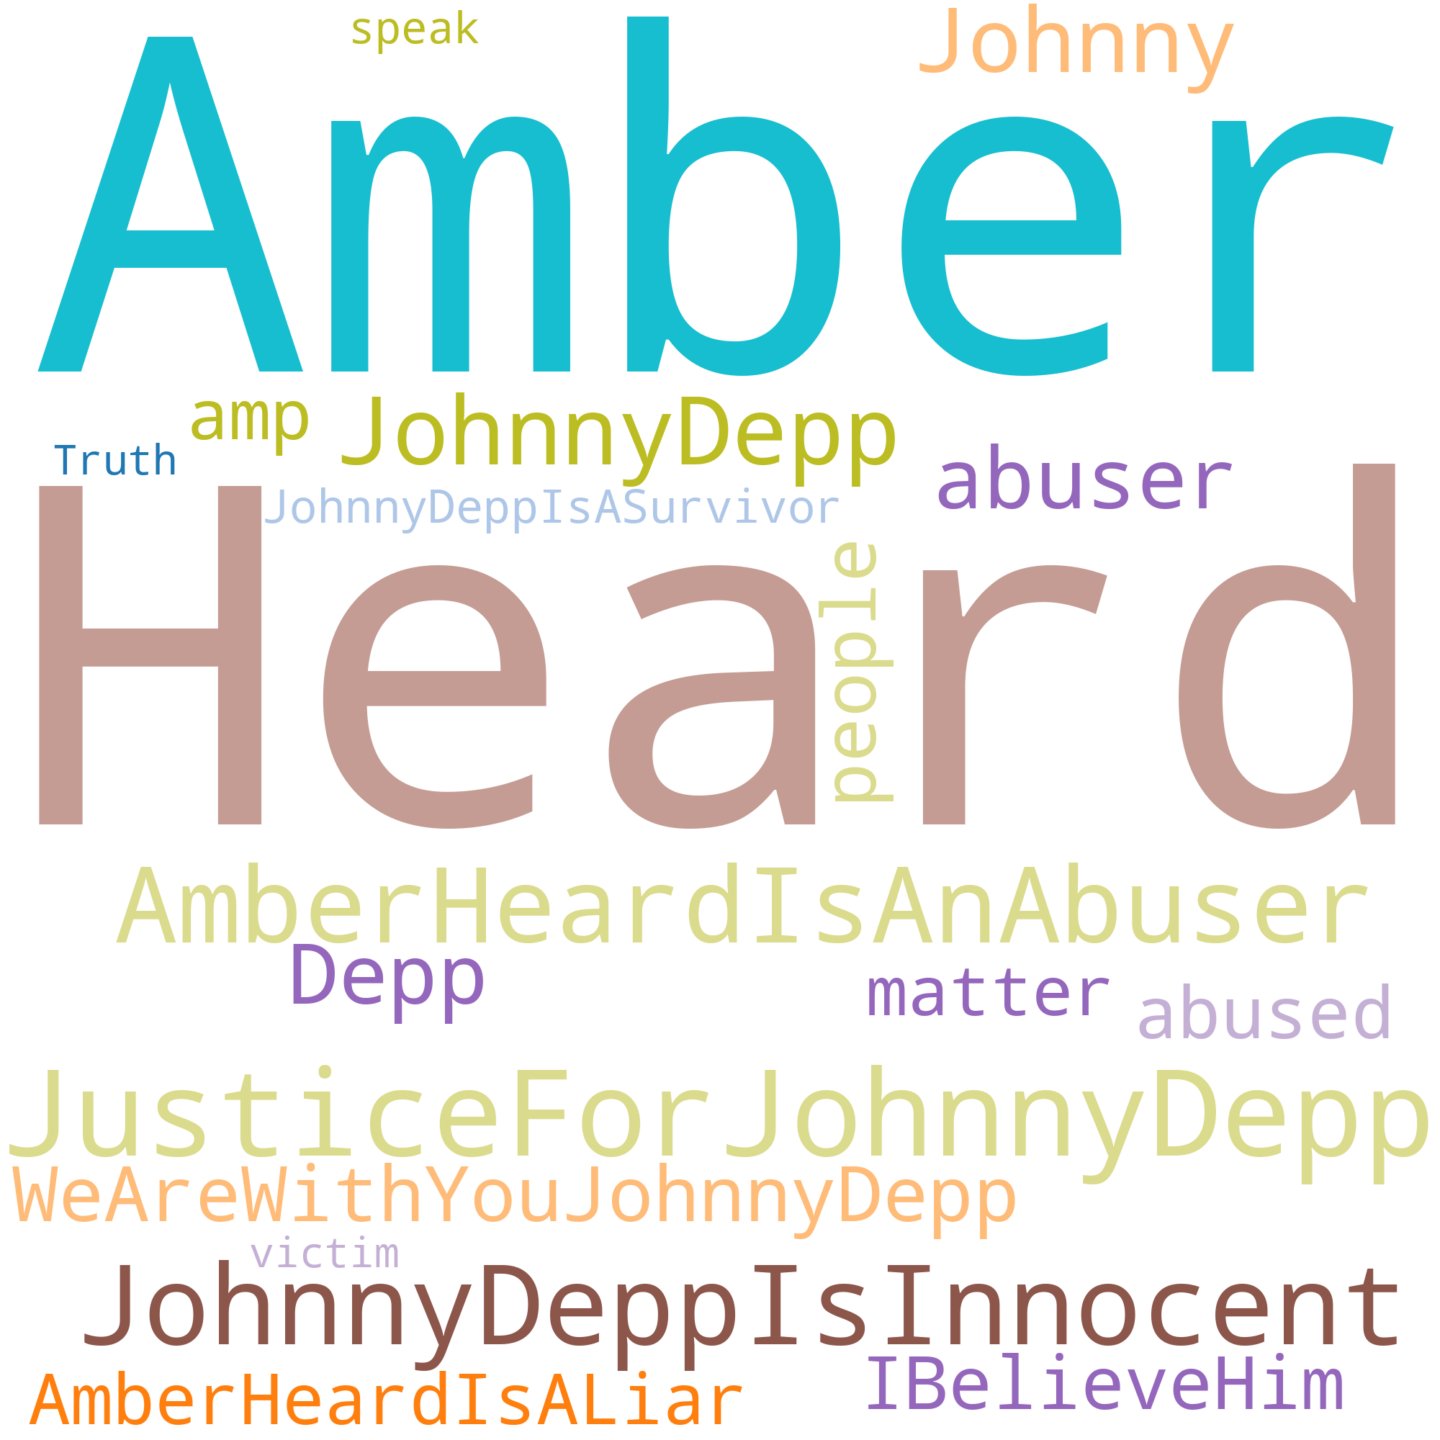 speak
Johnny
Amber
amp
JohnnyDepp
Truth
abuser
JohnnyDeppIsASurvivor
Heard
people
AmberHeardIsAnAbuser
Depp
matter
abused
JusticeForJohnnyDepp
WeAreWithYouJohnnyDepp
victim
JohnnyDeppIsInnocent
AmberHeardIsALiar
IBelieveHim